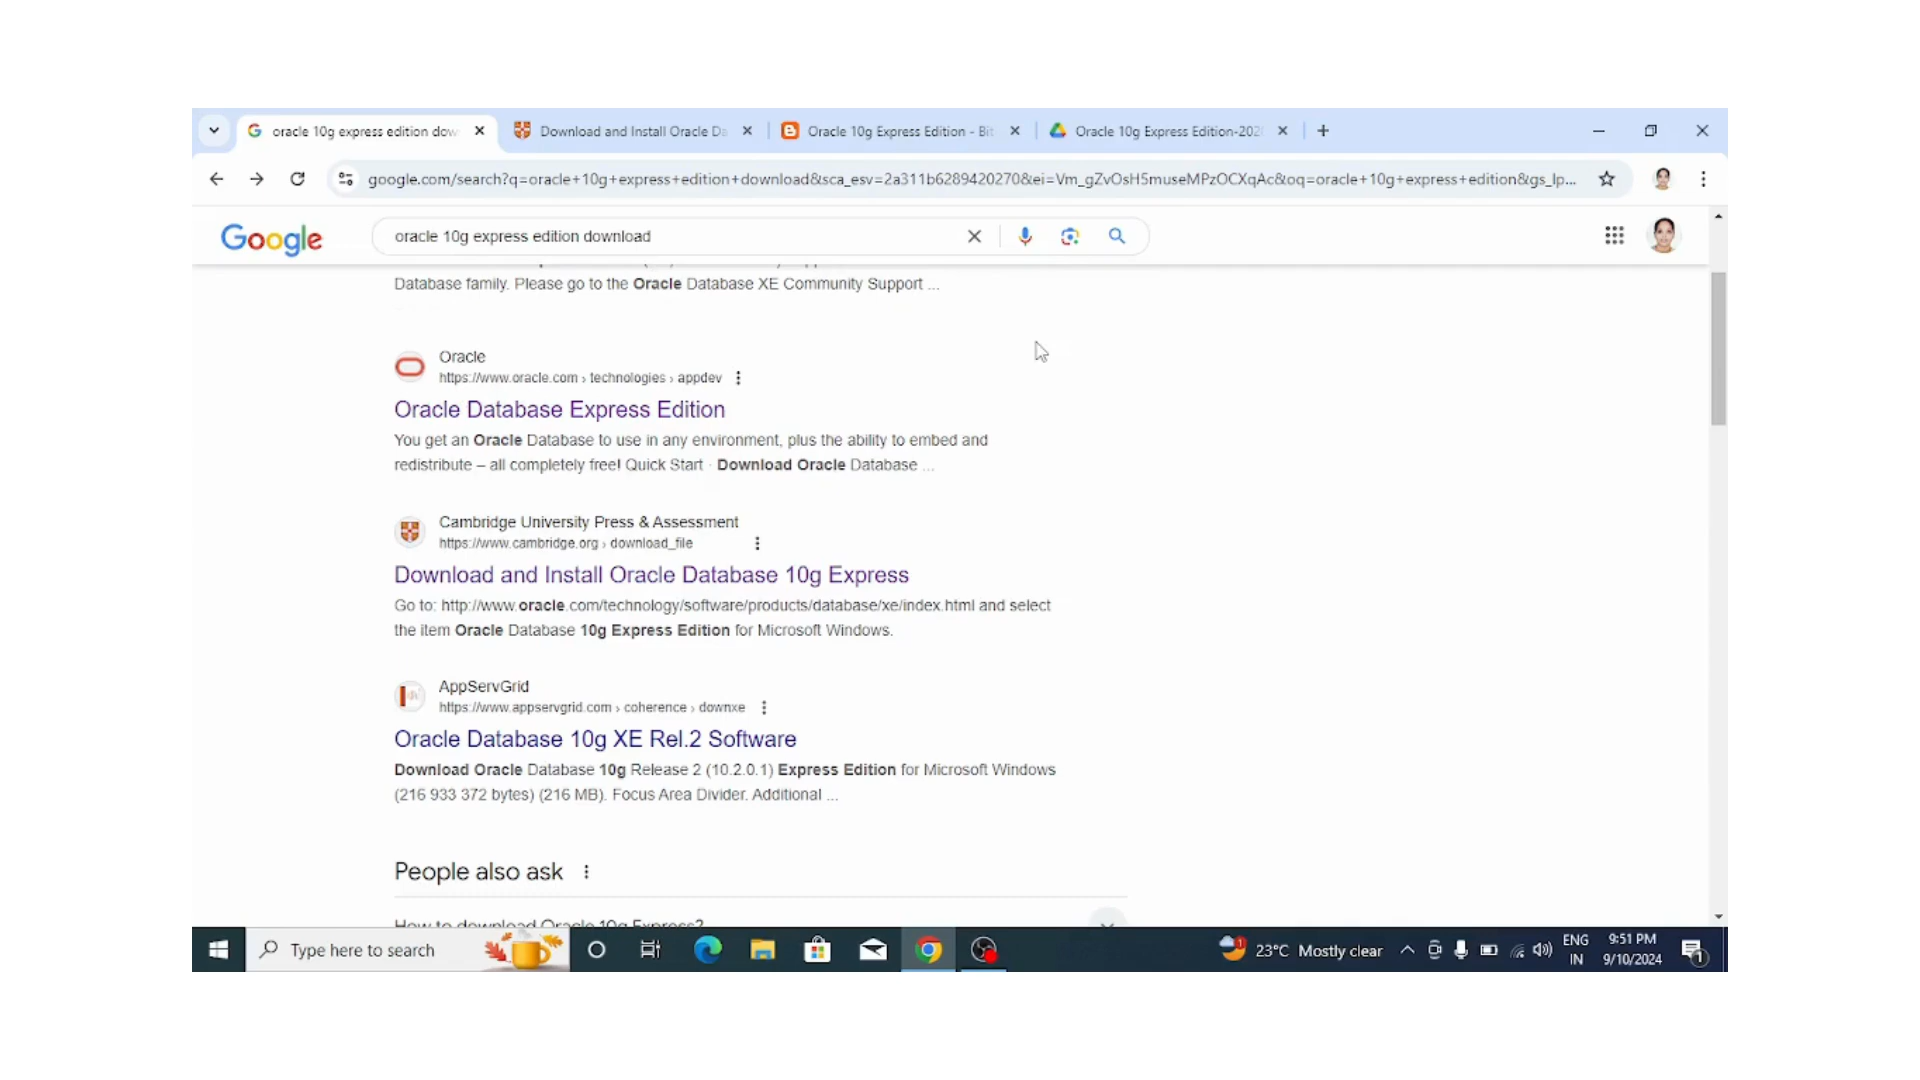 oracle 10g express edition dow
Download and Install Oracle Da
Oracle 10g Express Edition - Bit
Oracle 10g Express Edition-202
google.com/search?q=oracle+10g+express+edition+download&sca_esv=2a311b6289420270&ei=Vm_gZvOsH5museMPzOCXqAc&oq=oracle+10g+express+edition&gs_lp...
Google
oracle 10g express edition download
Database family. Please go to the Oracle Database XE Community Support ...
Oracle
https://www.oracle.com › technologies › appdev
Oracle Database Express Edition
You get an Oracle Database to use in any environment, plus the ability to embed and
redistribute – all completely free! Quick Start · Download Oracle Database ...
Cambridge University Press & Assessment
https://www.cambridge.org › download_file
Download and Install Oracle Database 10g Express
Go to: http://www.oracle.com/technology/software/products/database/xe/index.html and select
the item Oracle Database 10g Express Edition for Microsoft Windows.
AppServGrid
https://www.appservgrid.com › coherence › downxe
Oracle Database 10g XE Rel.2 Software
Download Oracle Database 10g Release 2 (10.2.0.1) Express Edition for Microsoft Windows
(216 933 372 bytes) (216 MB). Focus Area Divider. Additional ...
People also ask
How to download Oracle 10g Express?
Type here to search
23°C Mostly clear
ENG
IN
9:51 PM
9/10/2024
1